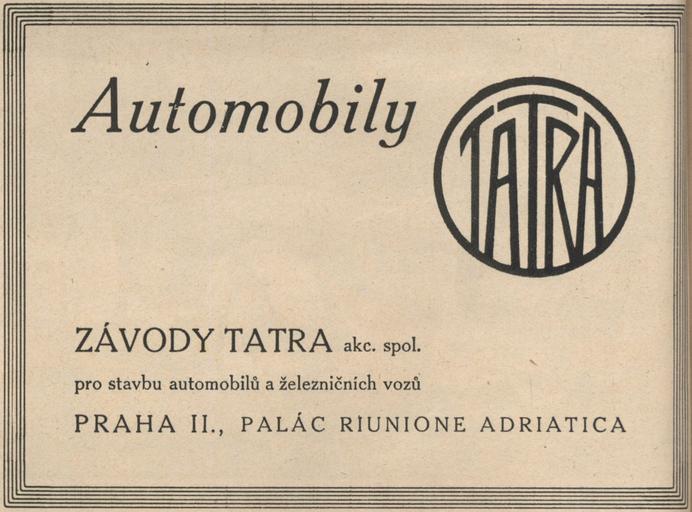 Automobily
TATRA
ZÁVODY TATRA akc. spol.
pro stavbu automobilů a železničních vozů
PRAHA II., PALÁC RIUNIONE ADRIATICA